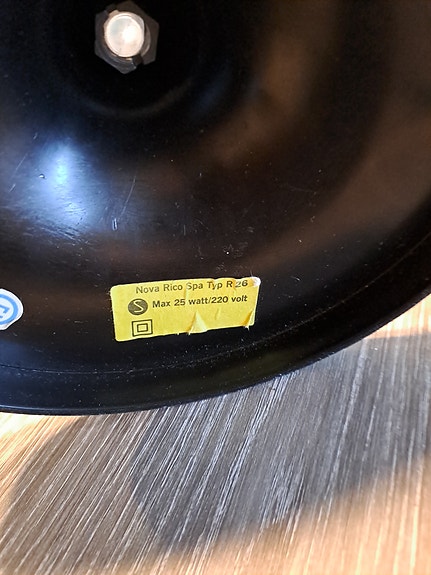 Nova Rico Spa Typ R 26
S Max 25 watt/220 volt